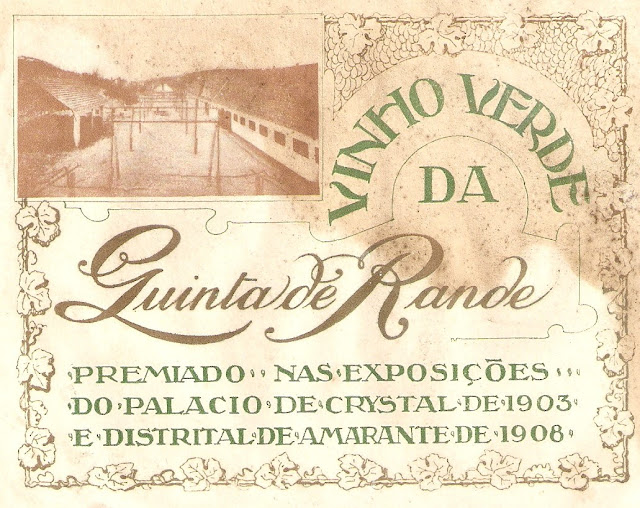 VINHO VERDE
DA
Quinta de Rande
PREMIADO NAS EXPOSIÇÕES
DO PALACIO DE CRYSTAL DE 1903
E DISTRITAL DE AMARANTE DE 1908